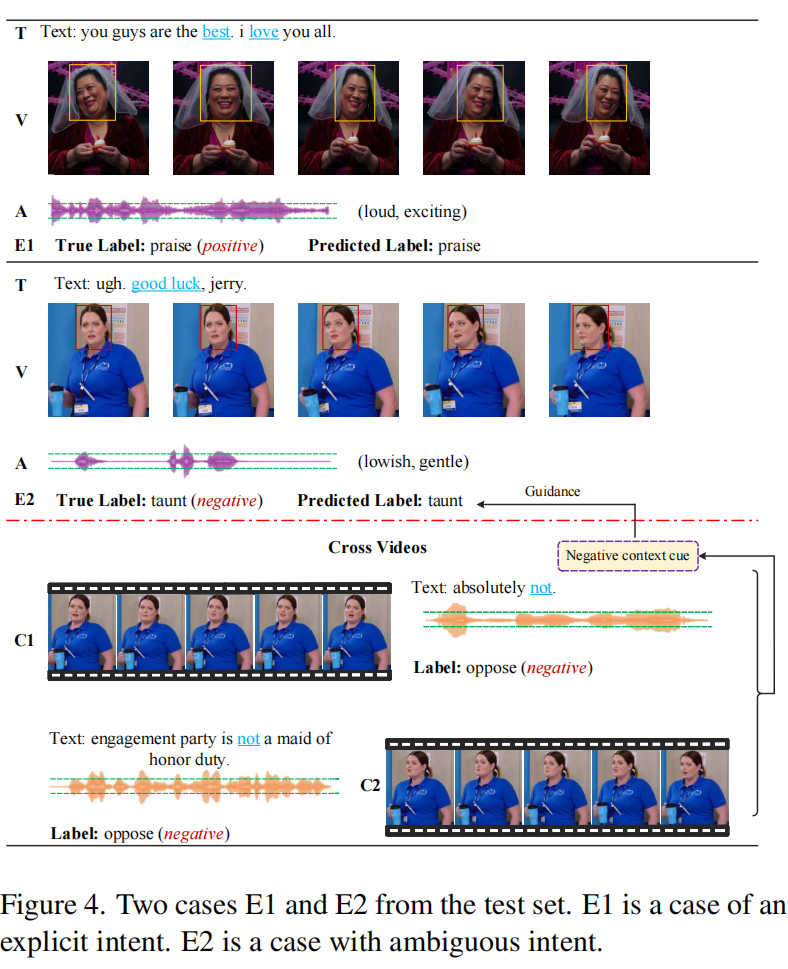 T Text: you guys are the best. i love you all.
V
A (loud, exciting)
E1 True Label: praise (positive) Predicted Label: praise
T Text: ugh. good luck, jerry.
V
A (lowish, gentle)
E2 True Label: taunt (negative) Predicted Label: taunt
Guidance
Cross Videos
Negative context cue
C1
Text: absolutely not.
Label: oppose (negative)
Text: engagement party is not a maid of
honor duty.
C2
Label: oppose (negative)
Figure 4. Two cases E1 and E2 from the test set. E1 is a case of an
explicit intent. E2 is a case with ambiguous intent.